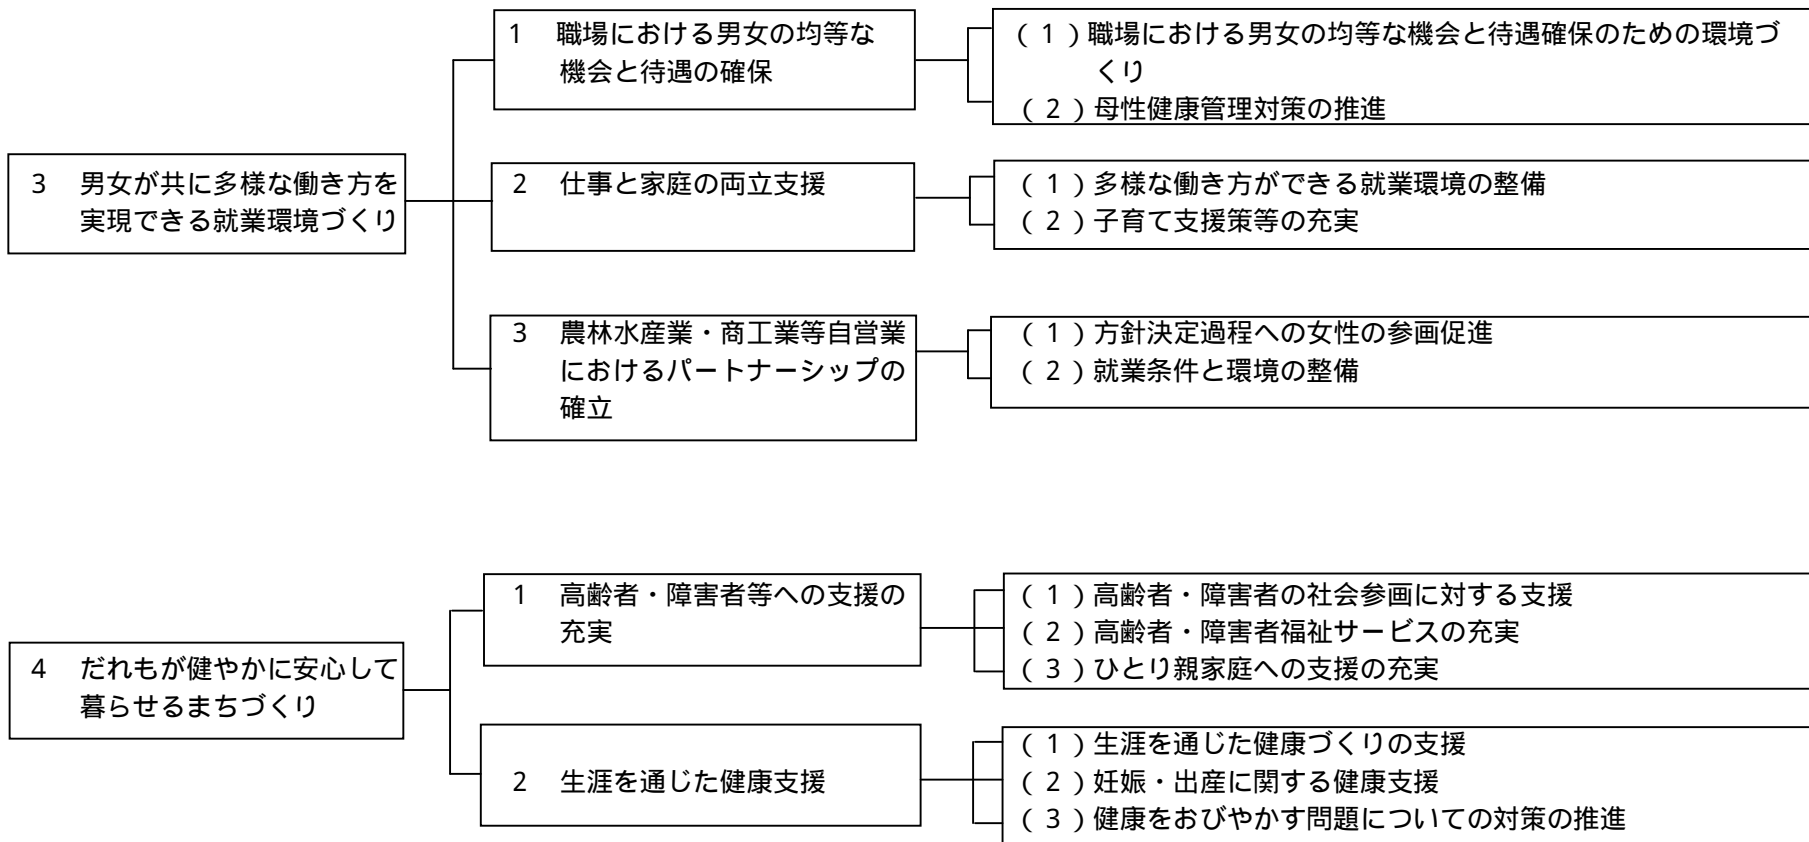 3 男女が共に多様な働き方を
実現できる就業環境づくり
1 職場における男女の均等な
機会と待遇の確保
(1)職場における男女の均等な機会と待遇確保のための環境づ
くり
(2)母性健康管理対策の推進
2 仕事と家庭の両立支援
(1)多様な働き方ができる就業環境の整備
(2)子育て支援策等の充実
3 農林水産業・商工業等自営業
におけるパートナーシップの
確立
(1)方針決定過程への女性の参画促進
(2)就業条件と環境の整備
4 だれもが健やかに安心して
暮らせるまちづくり
1 高齢者・障害者等への支援の
充実
(1)高齢者・障害者の社会参画に対する支援
(2)高齢者・障害者福祉サービスの充実
(3)ひとり親家庭への支援の充実
2 生涯を通じた健康支援
(1)生涯を通じた健康づくりの支援
(2)妊娠・出産に関する健康支援
(3)健康をおびやかす問題についての対策の推進